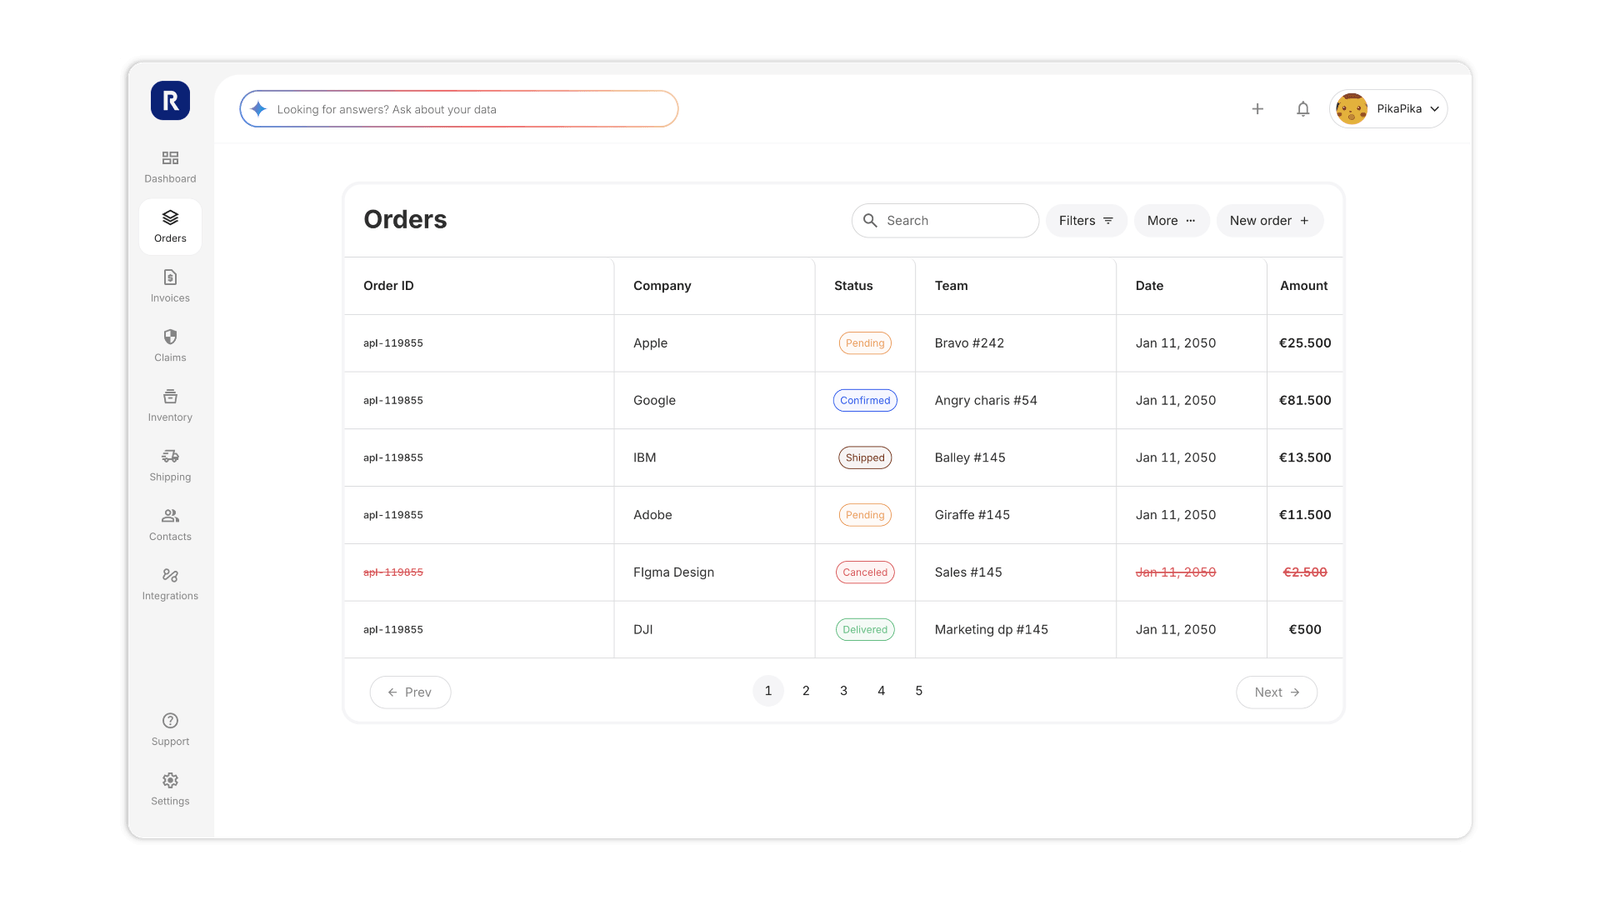 R
Looking for answers? Ask about your data
PikaPika
Dashboard
Orders
Invoices
Claims
Inventory
Shipping
Contacts
Integrations
Support
Settings
Orders
Search
Filters
More
New order +
Order ID Company Status Team Date Amount
apl-119855 Apple Pending Bravo #242 Jan 11, 2050 €25.500
apl-119855 Google Confirmed Angry charis #54 Jan 11, 2050 €81.500
apl-119855 IBM Shipped Balley #145 Jan 11, 2050 €13.500
apl-119855 Adobe Pending Giraffe #145 Jan 11, 2050 €11.500
apl-119855 FIgma Design Canceled Sales #145 Jan 11, 2050 €2.500
apl-119855 DJI Delivered Marketing dp #145 Jan 11, 2050 €500
← Prev 1 2 3 4 5 Next →